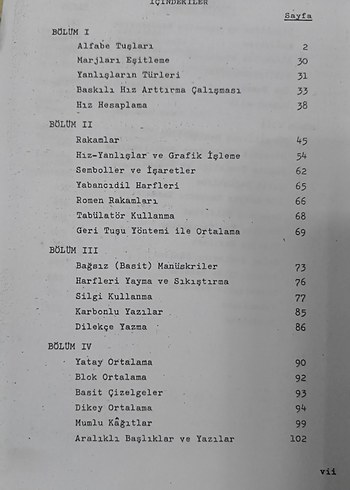 İÇİNDEKİLER
Sayfa
BÖLÜM I
Alfabe Tuşları 2
Marjları Eşitleme 30
Yanlışların Türleri 31
Baskılı Hız Arttırma Çalışması 33
Hız Hesaplama 38
BÖLÜM II
Rakamlar 45
Hız-Yanlışlar ve Grafik İşleme 54
Semboller ve İşaretler 62
Yabancıdil Harfleri 65
Romen Rakamları 66
Tabülatör Kullanma 68
Geri Tuşu Yöntemi ile Ortalama 69
BÖLÜM III
Bağsız (Basit) Manüskriler 73
Harfleri Yayma ve Sıkıştırma 76
Silgi Kullanma 77
Karbonlu Yazılar 85
Dilekçe Yazma 86
BÖLÜM IV
Yatay Ortalama 90
Blok Ortalama 92
Basit Çizelgeler 93
Dikey Ortalama 94
Mumlu Kâğıtlar 99
Aralıklı Başlıklar ve Yazılar 102
vii